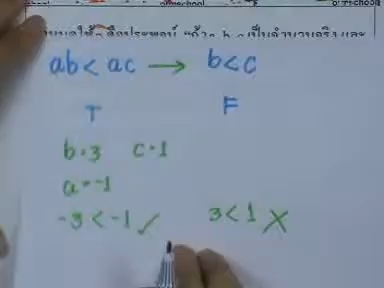 ab < ac → b < c
T F
b = 3 c = 1
a = -1
-3 < -1 ✓ 3 < 1 ✗